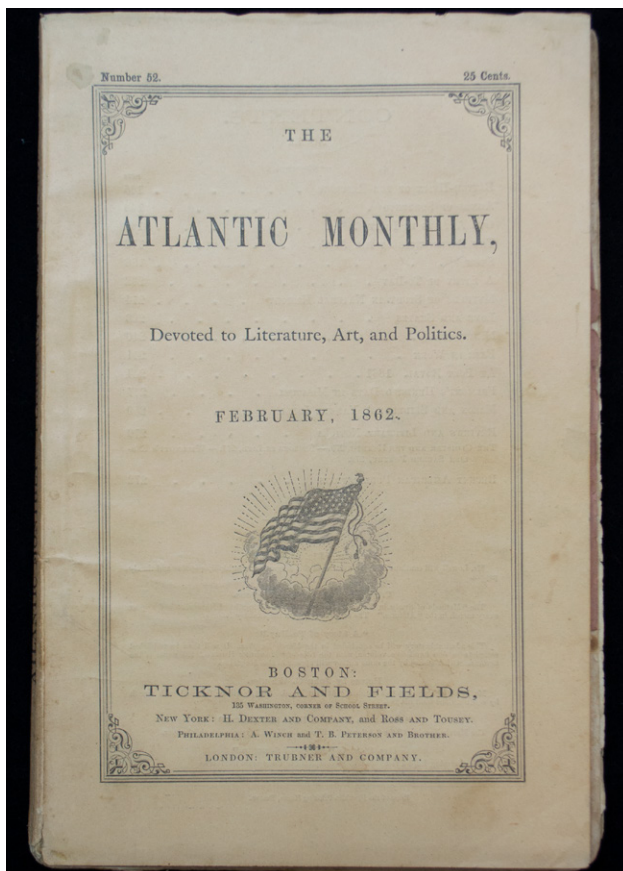 Number 52. 25 Cents.
THE
ATLANTIC MONTHLY,
Devoted to Literature, Art, and Politics.
FEBRUARY, 1862.
BOSTON:
TICKNOR AND FIELDS,
135 WASHINGTON, CORNER OF SCHOOL STREET.
NEW YORK: H. DEXTER AND COMPANY, and ROSS AND TOUSEY.
PHILADELPHIA: A. WINCH and T. B. PETERSON AND BROTHER.
LONDON: TRUBNER AND COMPANY.